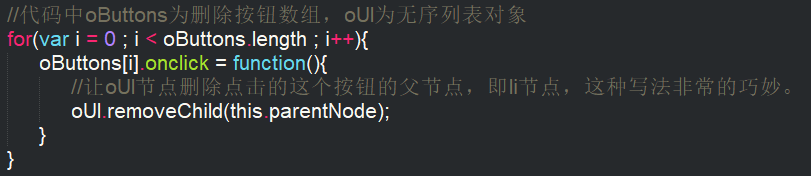 //代码中oButtons为删除按钮数组，oUl为无序列表对象
for(var i = 0 ; i < oButtons.length ; i++){
    oButtons[i].onclick = function(){
        //让oUl节点删除点击的这个按钮的父节点，即li节点，这种写法非常的巧妙。
        oUl.removeChild(this.parentNode);
    }
}